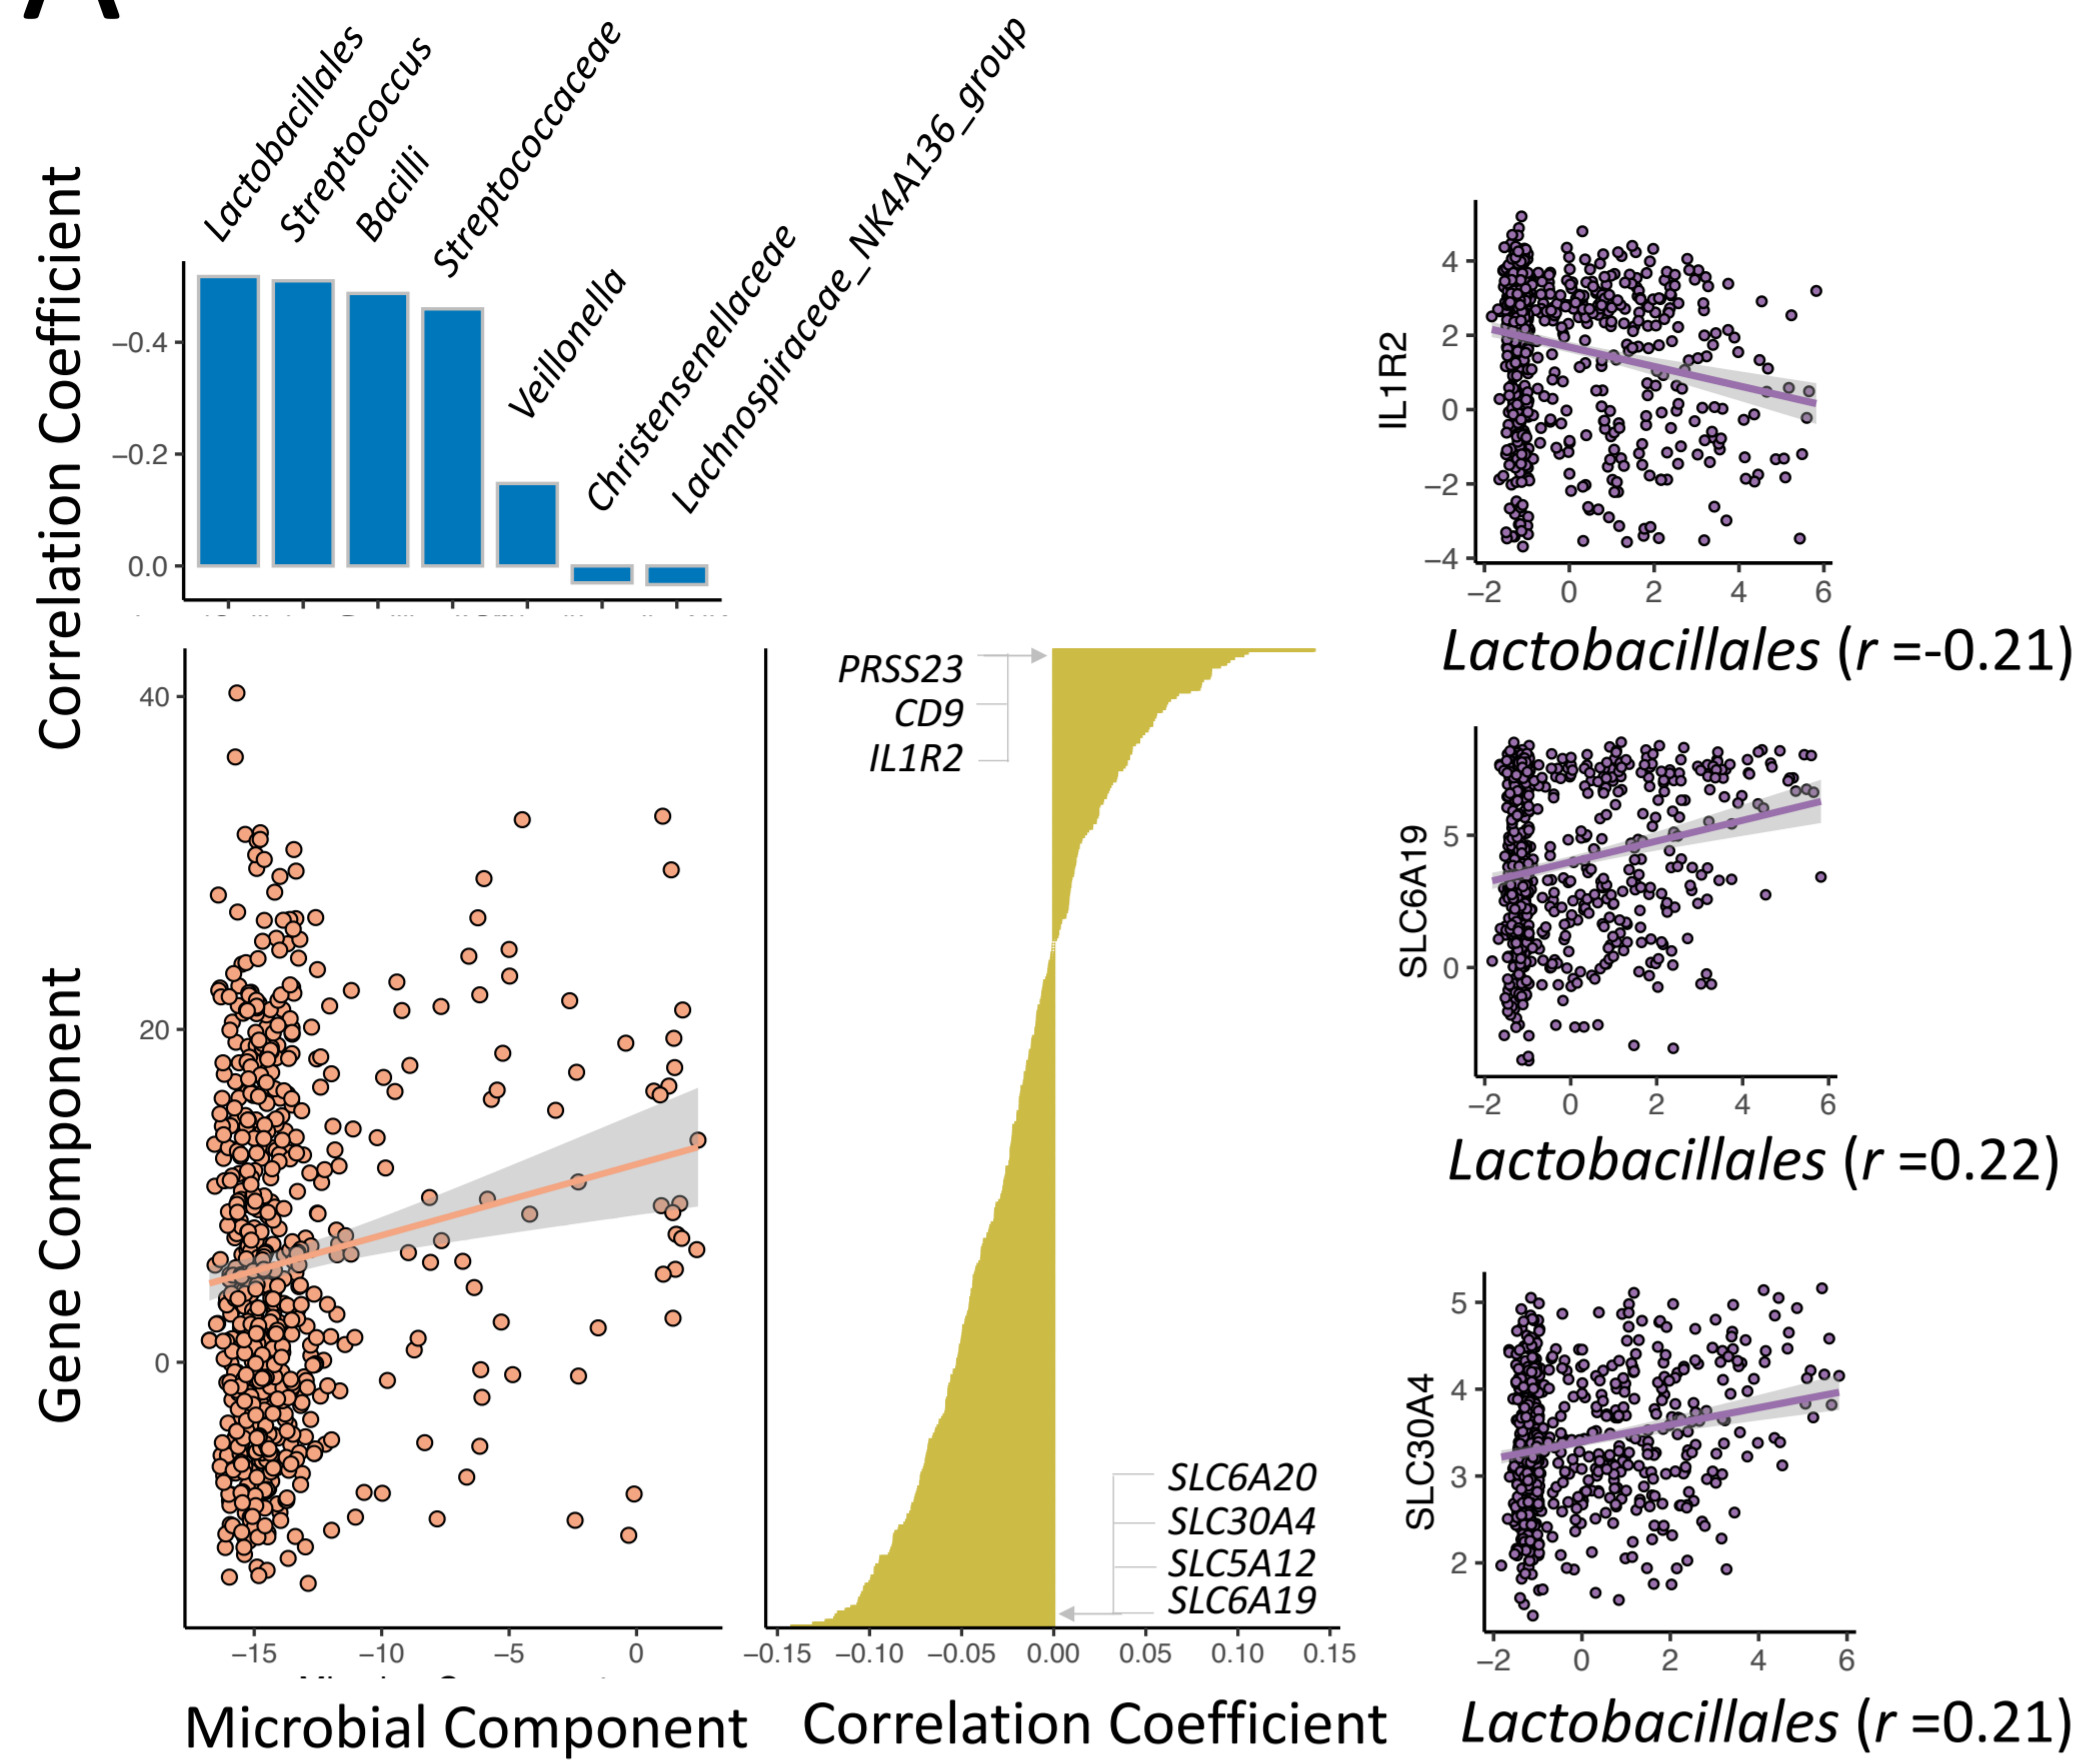 Lactobacillales
Streptococcus
Bacilli
Streptococcaceae
Veillonella
Christensenellaceae
Lachnospiraceae_NK4A136_group
Correlation Coefficient
−0.4
−0.2
0.0
Gene Component
40
20
0
−15 −10 −5 0
Microbial Component
PRSS23
CD9
IL1R2
SLC6A20
SLC30A4
SLC5A12
SLC6A19
−0.15 −0.10 −0.05 0.00 0.05 0.10 0.15
Correlation Coefficient
IL1R2
4
2
0
−2
−4
−2 0 2 4 6
Lactobacillales (r =-0.21)
SLC6A19
5
0
−2 0 2 4 6
Lactobacillales (r =0.22)
SLC30A4
5
4
3
2
−2 0 2 4 6
Lactobacillales (r =0.21)